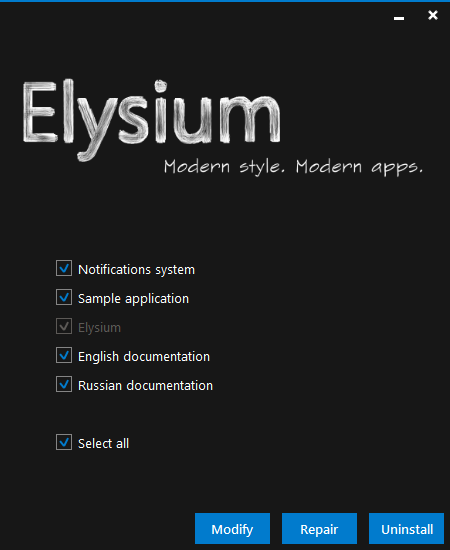 Elysium
Modern style. Modern apps.
Notifications system
Sample application
Elysium
English documentation
Russian documentation
Select all
Modify Repair Uninstall